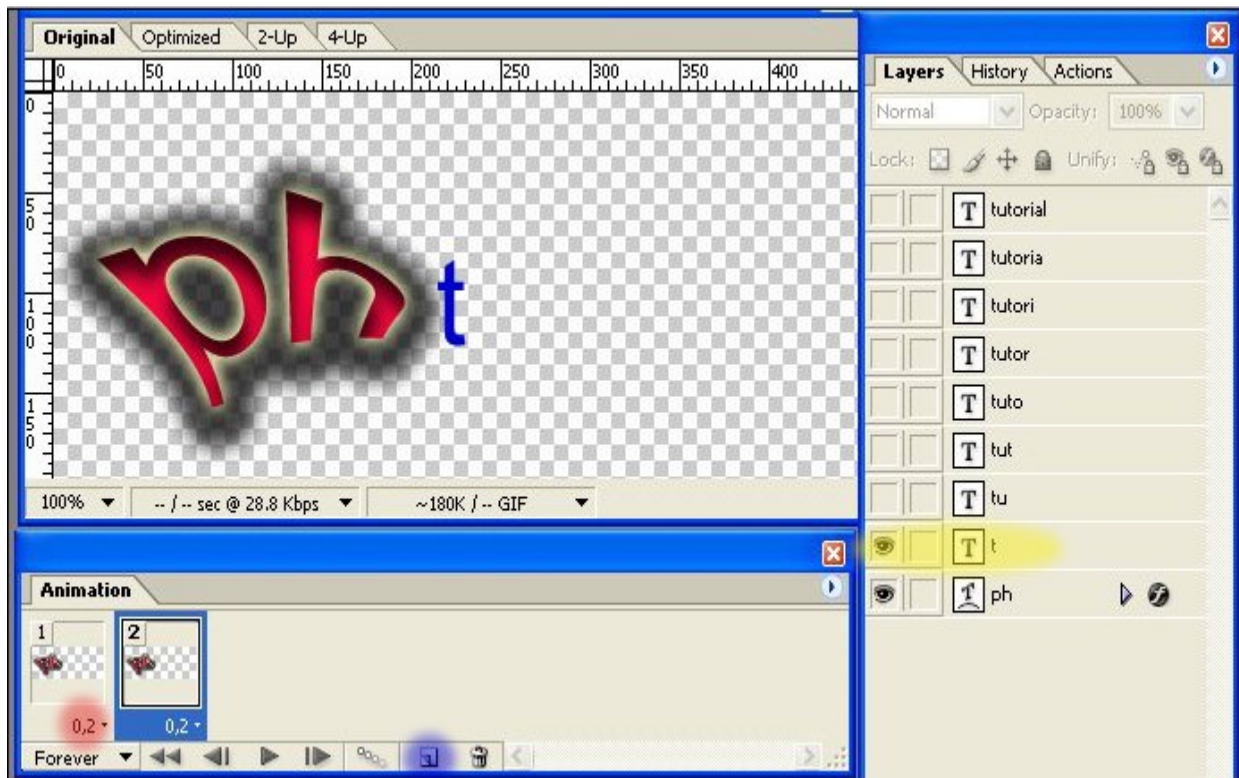 Original Optimized 2-Up 4-Up
0 50 100 150 200 250 300 350 400
0
50
100
150
ph t
100% -- / -- sec @ 28.8 Kbps ~180K / -- GIF
Animation
1 2
0,2 0,2
Forever
Layers History Actions
Normal Opacity: 100%
Lock: Unify:
T tutorial
T tutoria
T tutori
T tutor
T tuto
T tut
T tu
T t
T ph